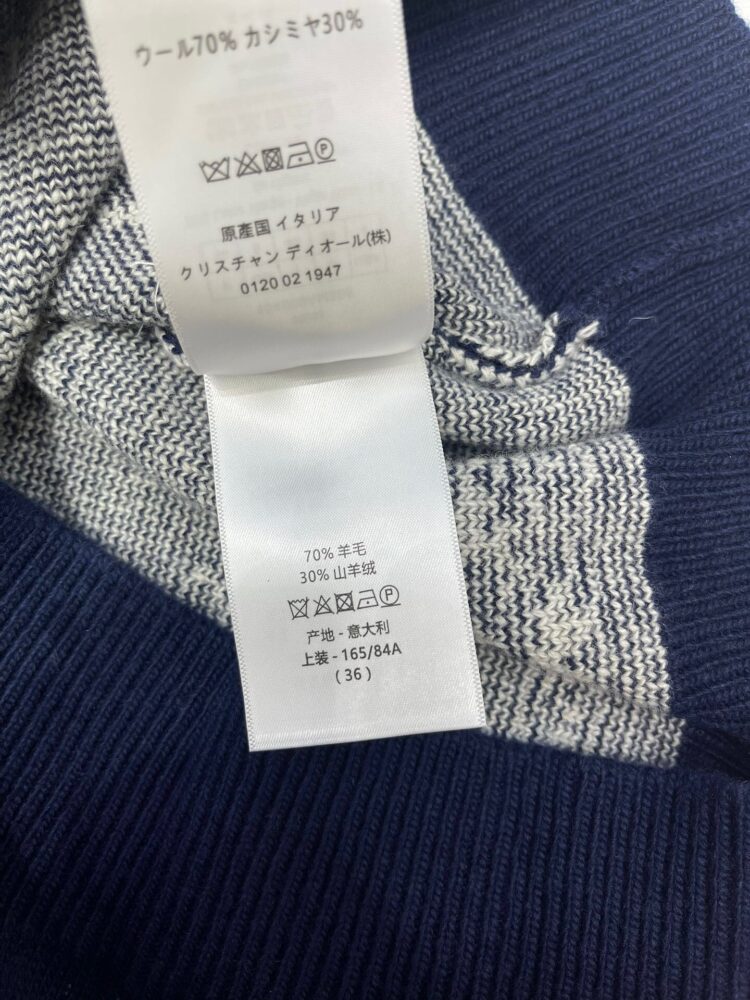 ウール70% カシミヤ30%
P
原産国 イタリア
クリスチャン ディオール(株)
0120 02 1947
70% 羊毛
30% 山羊绒
P
产地 - 意大利
上装 - 165/84A
( 36 )